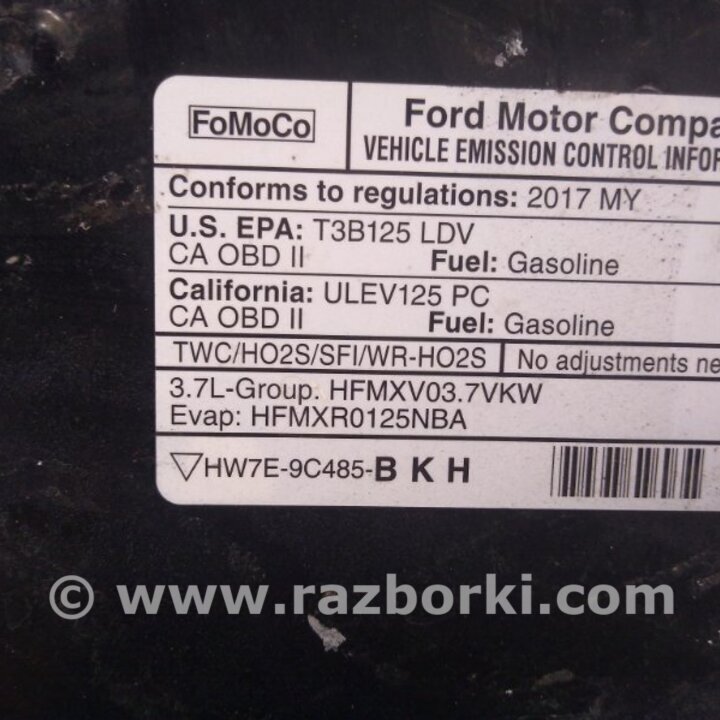 FoMoCo
Ford Motor Compa
VEHICLE EMISSION CONTROL INFOR
Conforms to regulations: 2017 MY
U.S. EPA: T3B125 LDV
CA OBD II Fuel: Gasoline
California: ULEV125 PC
CA OBD II Fuel: Gasoline
TWC/HO2S/SFI/WR-HO2S No adjustments ne
3.7L-Group: HFMXV03.7VKW
Evap: HFMXR0125NBA
HW7E-9C485-B K H
© www.razborki.com